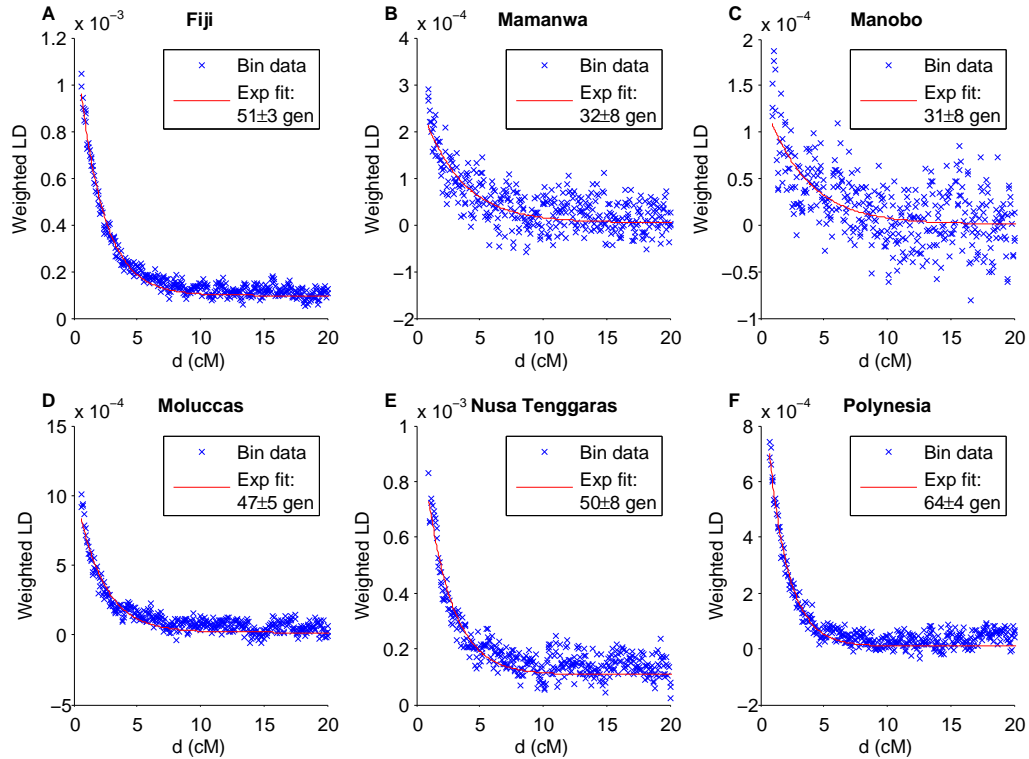 A
x 10−3
Fiji
Bin data
Exp fit:
51±3 gen
1.2
1
0.8
0.6
0.4
0.2
0
Weighted LD
0 5 10 15 20
d (cM)
B
x 10−4
Mamanwa
Bin data
Exp fit:
32±8 gen
4
2
0
−2
Weighted LD
0 5 10 15 20
d (cM)
C
x 10−4
Manobo
Bin data
Exp fit:
31±8 gen
2
1.5
1
0.5
0
−0.5
−1
Weighted LD
0 5 10 15 20
d (cM)
D
x 10−4
Moluccas
Bin data
Exp fit:
47±5 gen
15
10
5
0
−5
Weighted LD
0 5 10 15 20
d (cM)
E
x 10−3
Nusa Tenggaras
Bin data
Exp fit:
50±8 gen
1
0.8
0.6
0.4
0.2
0
Weighted LD
0 5 10 15 20
d (cM)
F
x 10−4
Polynesia
Bin data
Exp fit:
64±4 gen
8
6
4
2
0
−2
Weighted LD
0 5 10 15 20
d (cM)